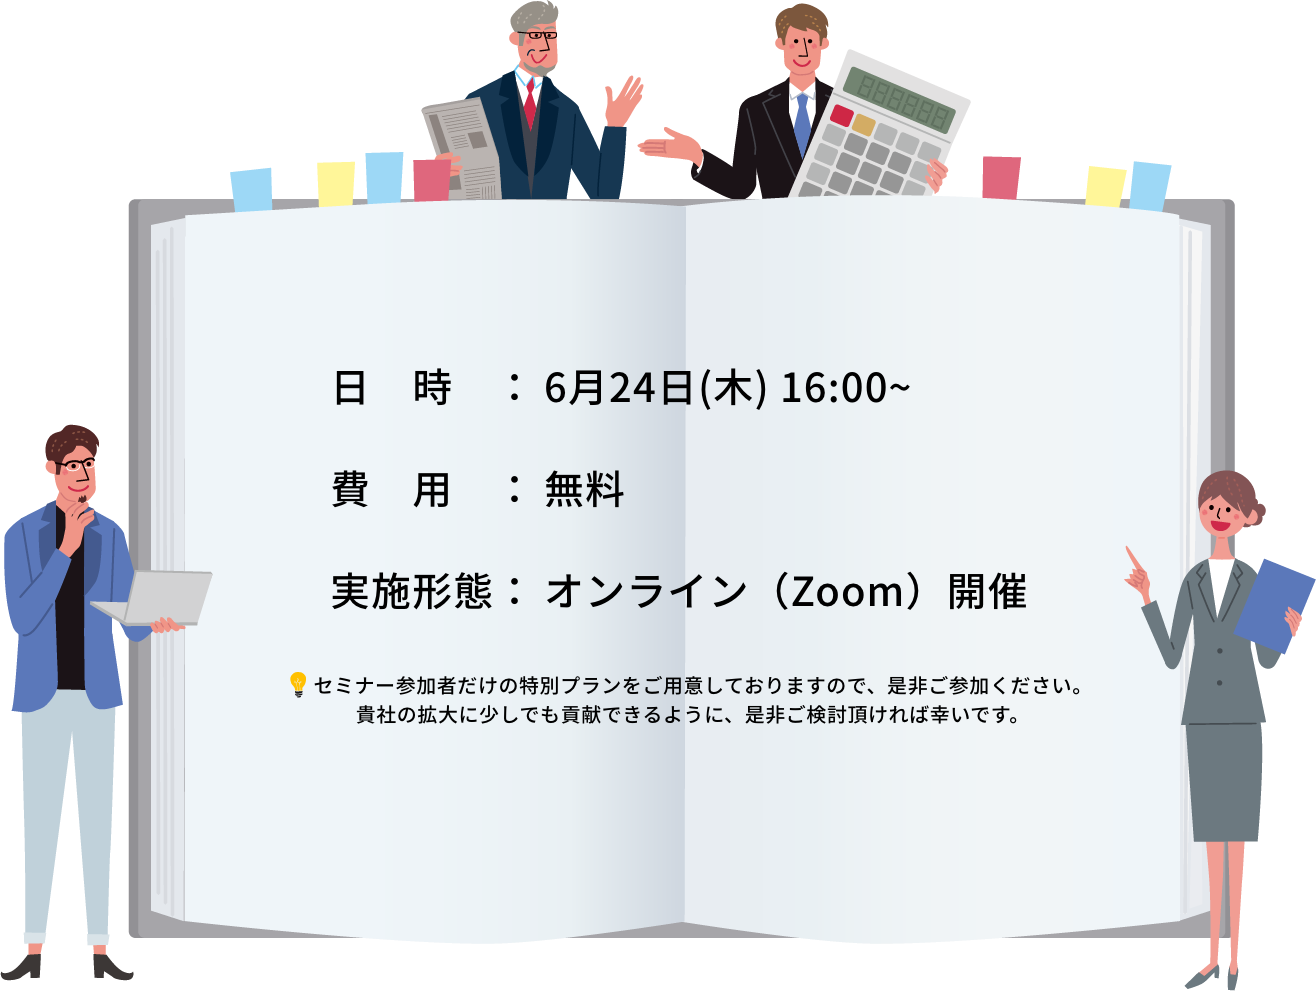 日　時　：6月24日(木) 16:00~
費　用　：無料
実施形態：オンライン（Zoom）開催
セミナー参加者だけの特別プランをご用意しておりますので、是非ご参加ください。
貴社の拡大に少しでも貢献できるように、是非ご検討頂ければ幸いです。